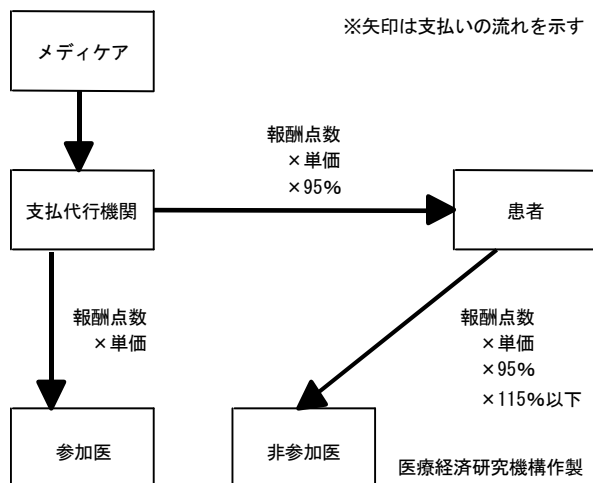 ※矢印は支払いの流れを示す
メディケア
報酬点数
×単価
×95%
支払代行機関
患者
報酬点数
×単価
報酬点数
×単価
×95%
×115%以下
参加医
非参加医
医療経済研究機構作製